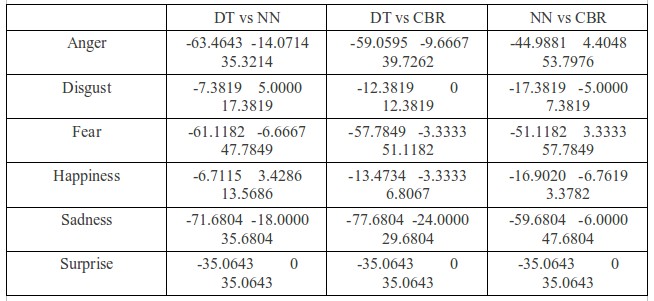 DT vs NN DT vs CBR NN vs CBR
Anger -63.4643 -14.0714 -59.0595 -9.6667 -44.9881 4.4048
35.3214 39.7262 53.7976
Disgust -7.3819 5.0000 -12.3819 0 -17.3819 -5.0000
17.3819 12.3819 7.3819
Fear -61.1182 -6.6667 -57.7849 -3.3333 -51.1182 3.3333
47.7849 51.1182 57.7849
Happiness -6.7115 3.4286 -13.4734 -3.3333 -16.9020 -6.7619
13.5686 6.8067 3.3782
Sadness -71.6804 -18.0000 -77.6804 -24.0000 -59.6804 -6.0000
35.6804 29.6804 47.6804
Surprise -35.0643 0 -35.0643 0 -35.0643 0
35.0643 35.0643 35.0643